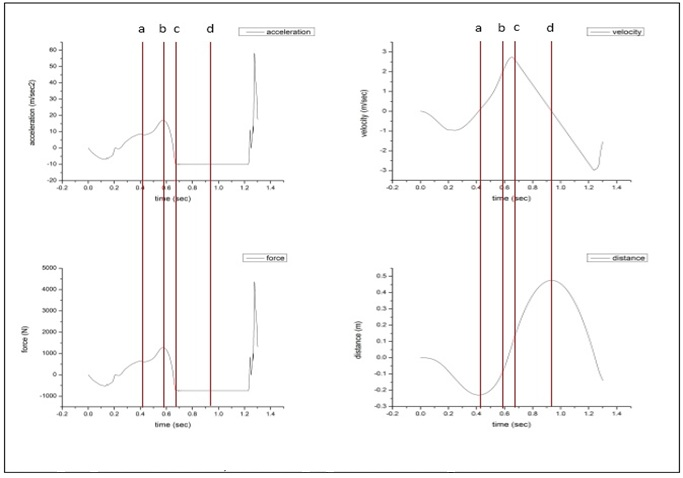 a b c d
acceleration
acceleration (m/sec2)
60
50
40
30
20
10
0
-10
-20
-0.2 0.0 0.2 0.4 0.6 0.8 1.0 1.2 1.4
time (sec)
a b c d
velocity
velocity (m/sec)
3
2
1
0
-1
-2
-3
-0.2 0.0 0.2 0.4 0.6 0.8 1.0 1.2 1.4
time (sec)
force
force (N)
5000
4000
3000
2000
1000
0
-1000
-0.2 0.0 0.2 0.4 0.6 0.8 1.0 1.2 1.4
time (sec)
distance
distance (m)
0.5
0.4
0.3
0.2
0.1
0.0
-0.1
-0.2
-0.3
-0.2 0.0 0.2 0.4 0.6 0.8 1.0 1.2 1.4
time (sec)